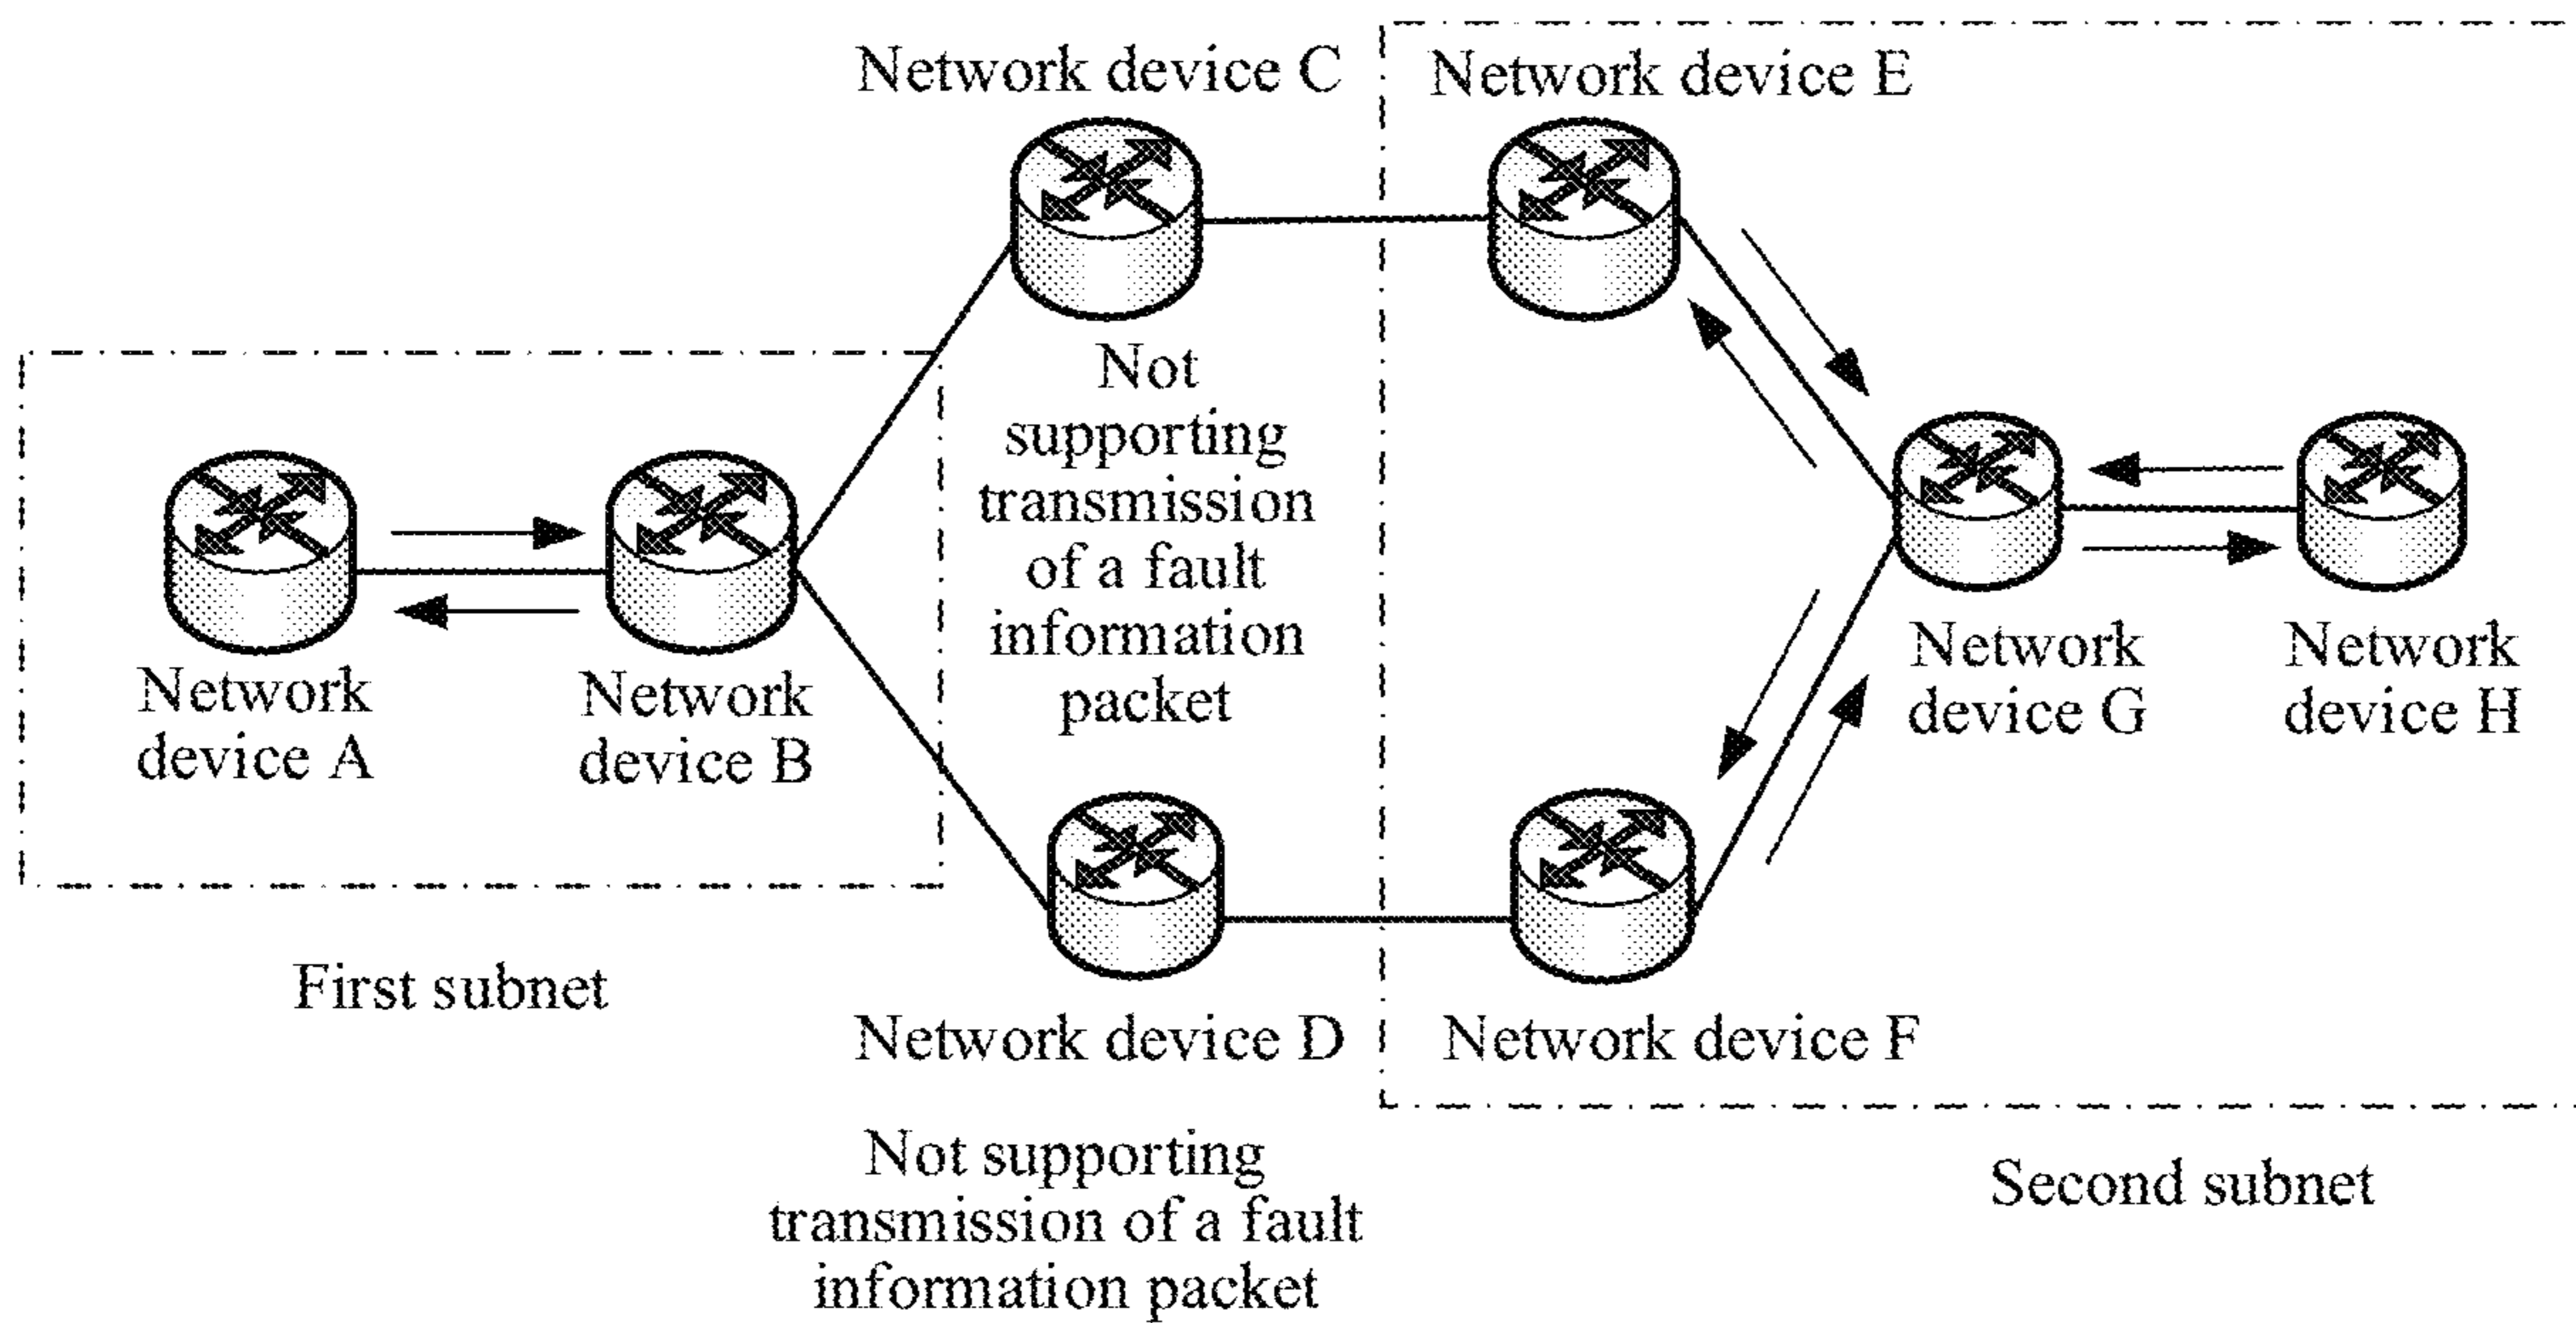 Network device C
Network device E
Not
supporting
transmission
of a fault
information
packet
Network
device A
Network
device B
Network
device G
Network
device H
First subnet
Network device D
Network device F
Not supporting
transmission of a fault
information packet
Second subnet